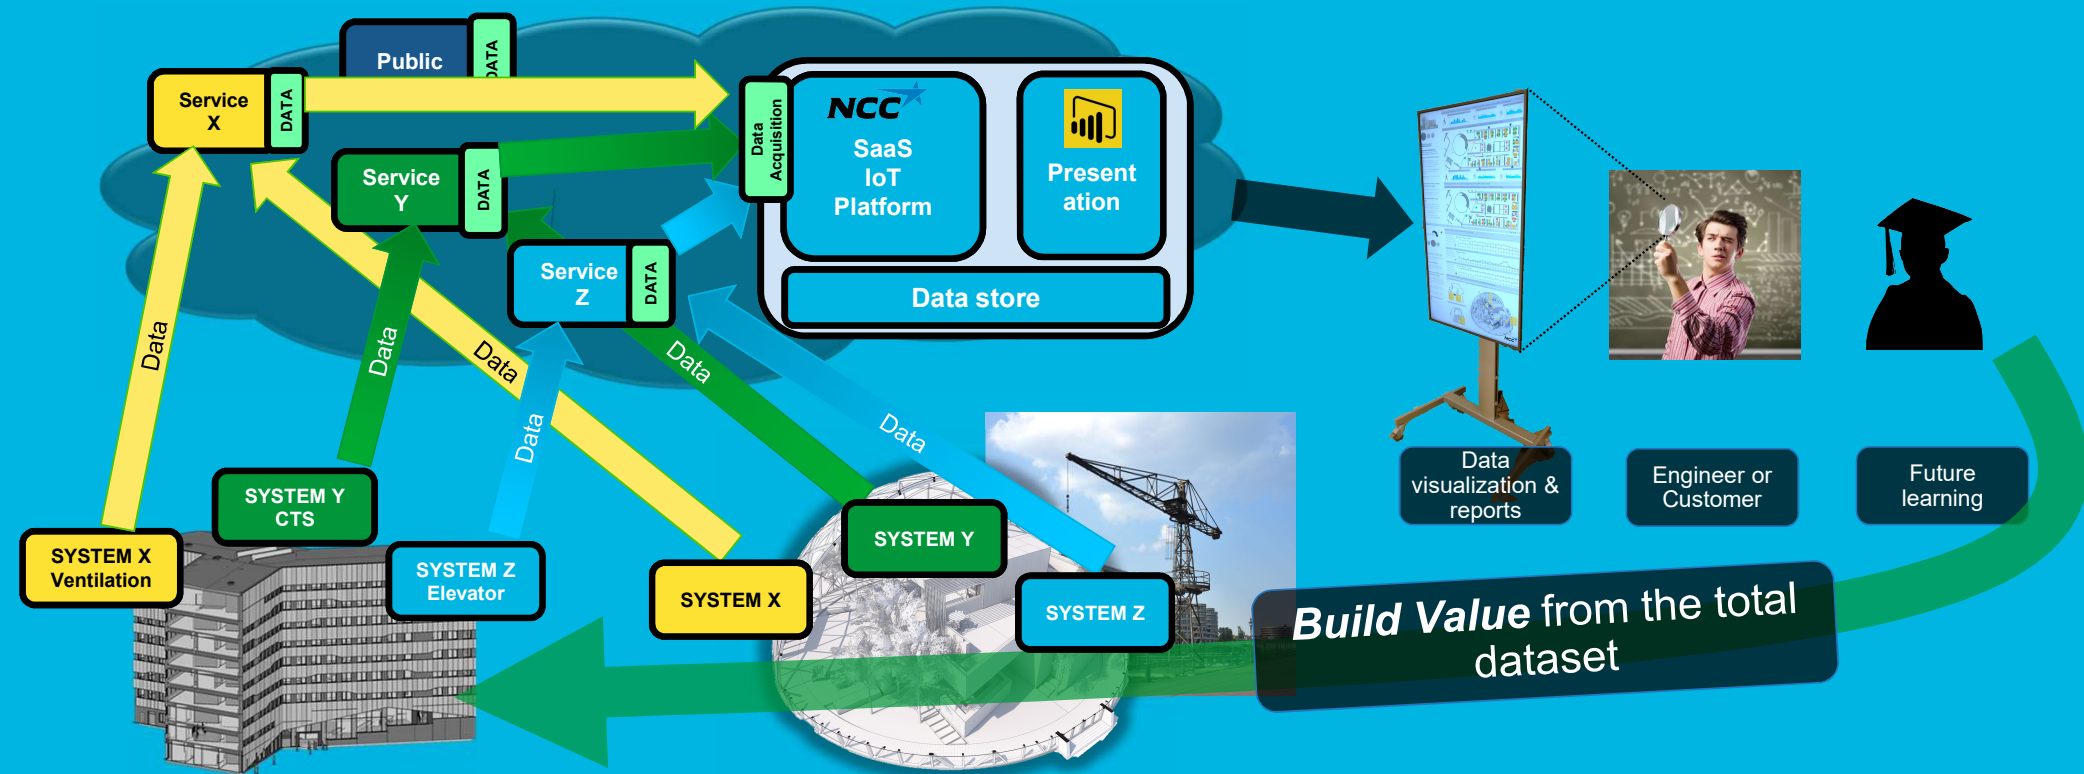 Public
DATA
Service
X
DATA
Service
Y
DATA
Service
Z
DATA
Data
Acquisition
NCC
SaaS
IoT
Platform
Present
ation
Data store
Data
Data
Data
Data
Data
Data
SYSTEM X
Ventilation
SYSTEM Y
CTS
SYSTEM Z
Elevator
SYSTEM X
SYSTEM Y
SYSTEM Z
NCC
Data
visualization &
reports
Engineer or
Customer
Future
learning
Build Value from the total
dataset